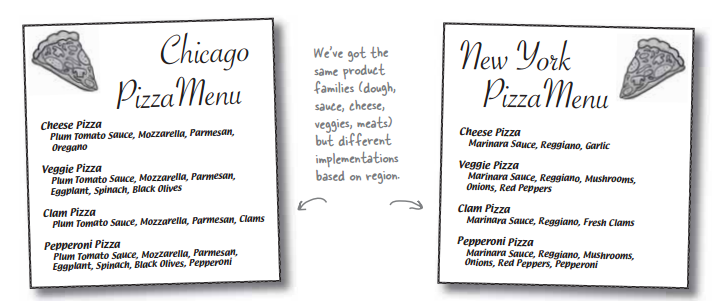 Chicago
Pizza Menu
Cheese Pizza
Plum Tomato Sauce, Mozzarella, Parmesan,
Oregano
Veggie Pizza
Plum Tomato Sauce, Mozzarella, Parmesan,
Eggplant, Spinach, Black Olives
Clam Pizza
Plum Tomato Sauce, Mozzarella, Parmesan, Clams
Pepperoni Pizza
Plum Tomato Sauce, Mozzarella, Parmesan,
Eggplant, Spinach, Black Olives, Pepperoni
We've got the
same product
families (dough,
sauce, cheese,
veggies, meats)
but different
implementations
based on region.
New York
Pizza Menu
Cheese Pizza
Marinara Sauce, Reggiano, Garlic
Veggie Pizza
Marinara Sauce, Reggiano, Mushrooms,
Onions, Red Peppers
Clam Pizza
Marinara Sauce, Reggiano, Fresh Clams
Pepperoni Pizza
Marinara Sauce, Reggiano, Mushrooms,
Onions, Red Peppers, Pepperoni